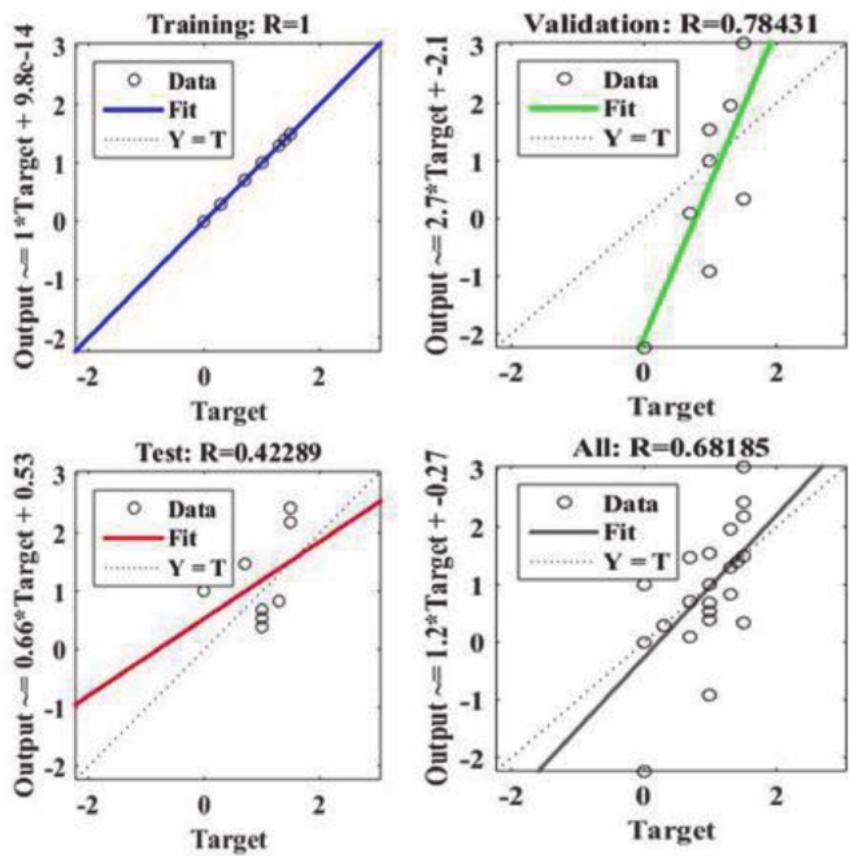 Training: R=1
Output ~= 1*Target + 9.8e-14
3
2
1
0
-1
-2
Data
Fit
Y = T
-2 0 2
Target
Validation: R=0.78431
Output ~= 2.7*Target + -2.1
3
2
1
0
-1
-2
Data
Fit
Y = T
-2 0 2
Target
Test: R=0.42289
Output ~= 0.66*Target + 0.53
3
2
1
0
-1
-2
Data
Fit
Y = T
-2 0 2
Target
All: R=0.68185
Output ~= 1.2*Target + -0.27
3
2
1
0
-1
-2
Data
Fit
Y = T
-2 0 2
Target